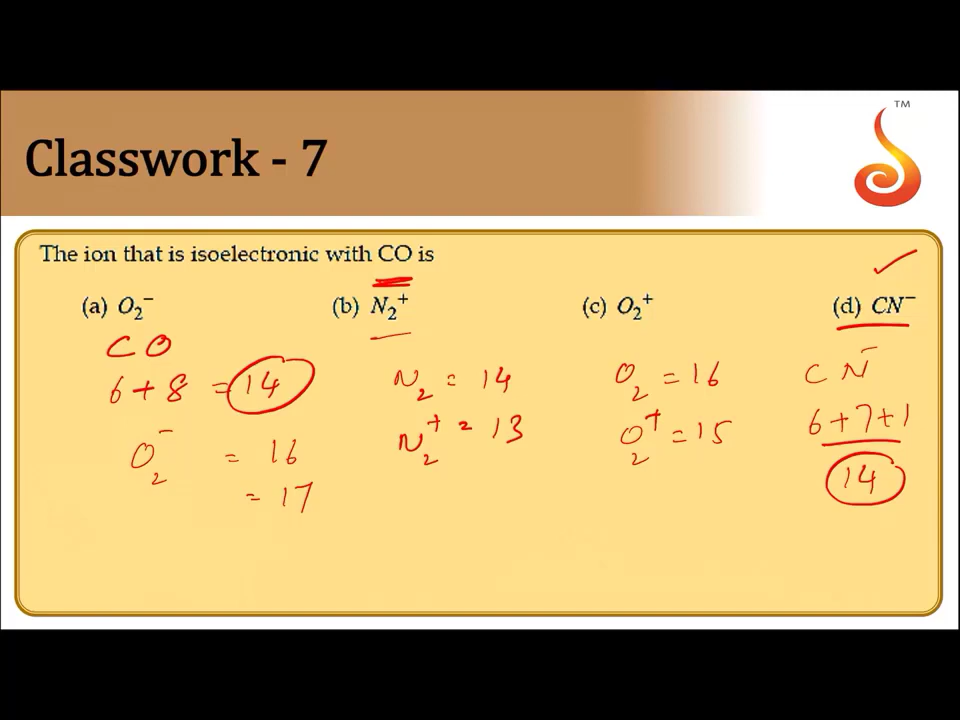 TM
Classwork - 7
The ion that is isoelectronic with CO is
(a) O₂⁻ (b) N₂⁺ (c) O₂⁺ (d) CN⁻
CO
6 + 8 = 14
O₂⁻ = 16
= 17
N₂ = 14
N₂⁺ = 13
O₂ = 16
O₂⁺ = 15
CN⁻
6 + 7 + 1
14